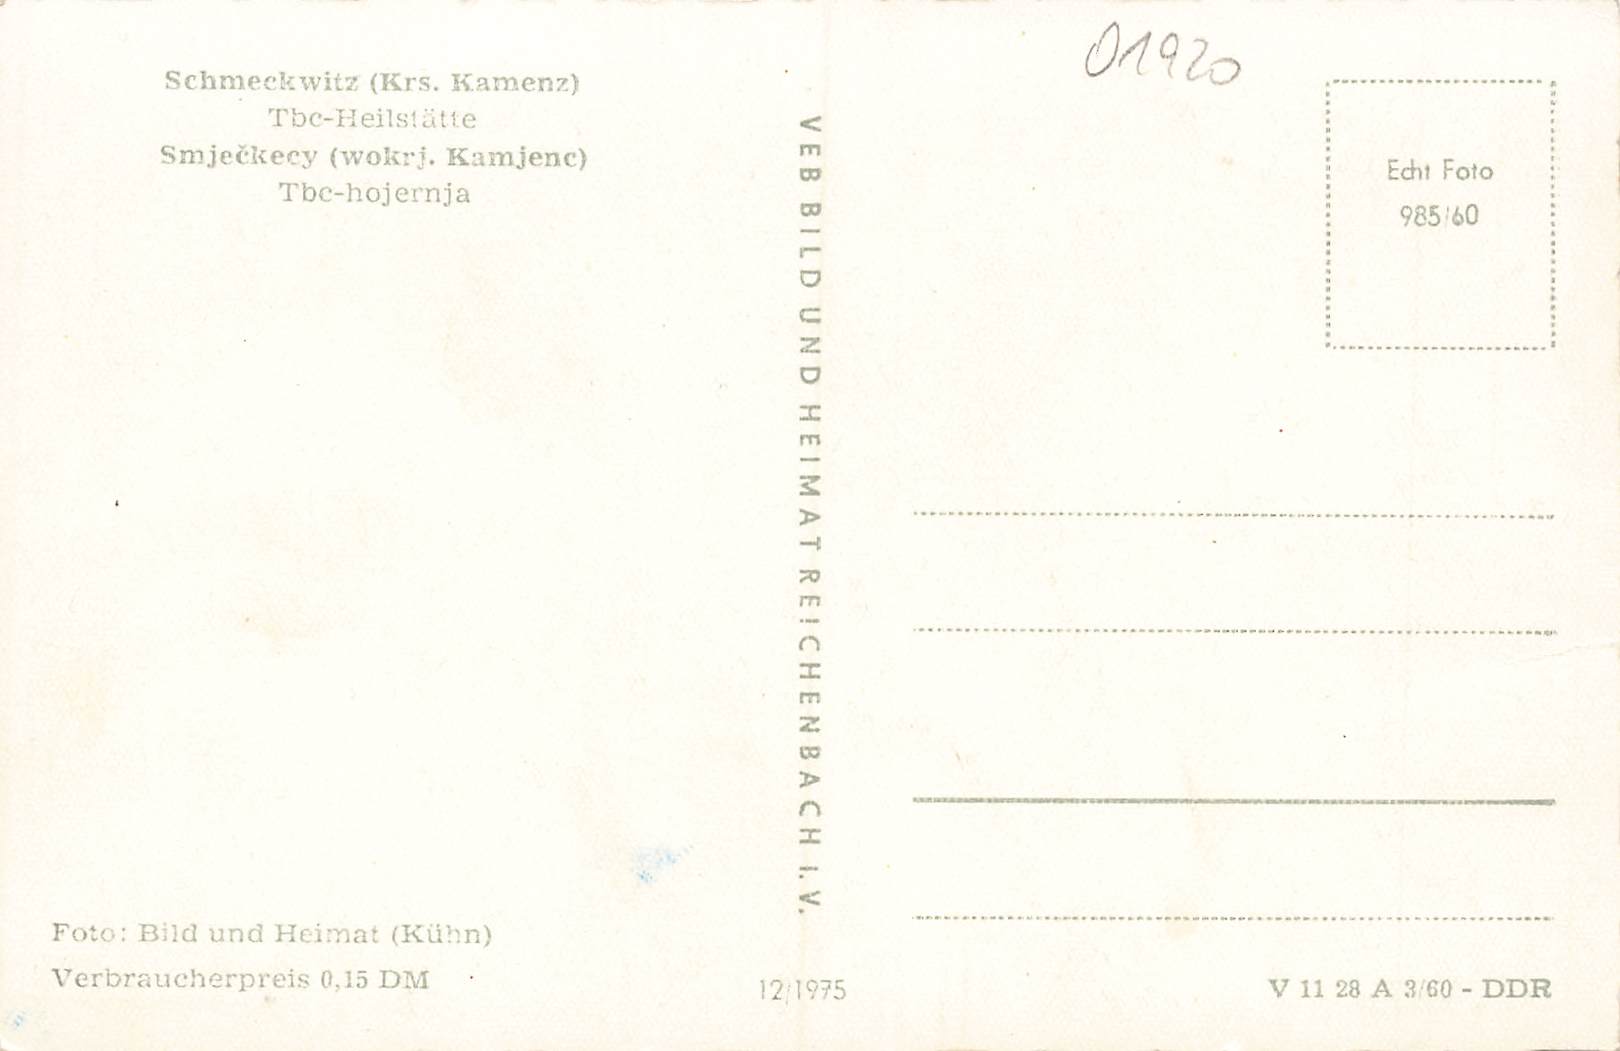 Schmeckwitz (Krs. Kamenz)
Tbc-Heilstätte
Smječkecy (wokrj. Kamjenc)
Tbc-hojernja
01920
Echt Foto
985/60
VEB BILD UND HEIMAT REICHENBACH I. V.
Foto: Bild und Heimat (Kühn)
Verbraucherpreis 0,15 DM
12/1975
V 11 28 A 3/60 - DDR